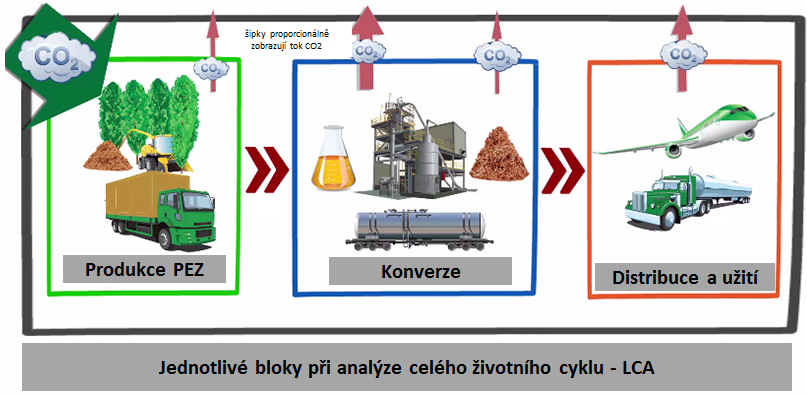 šipky proporcionálně
zobrazují tok CO2
CO2
CO2
CO2
CO2
CO2
Produkce PEZ
Konverze
Distribuce a užití
Jednotlivé bloky při analýze celého životního cyklu - LCA